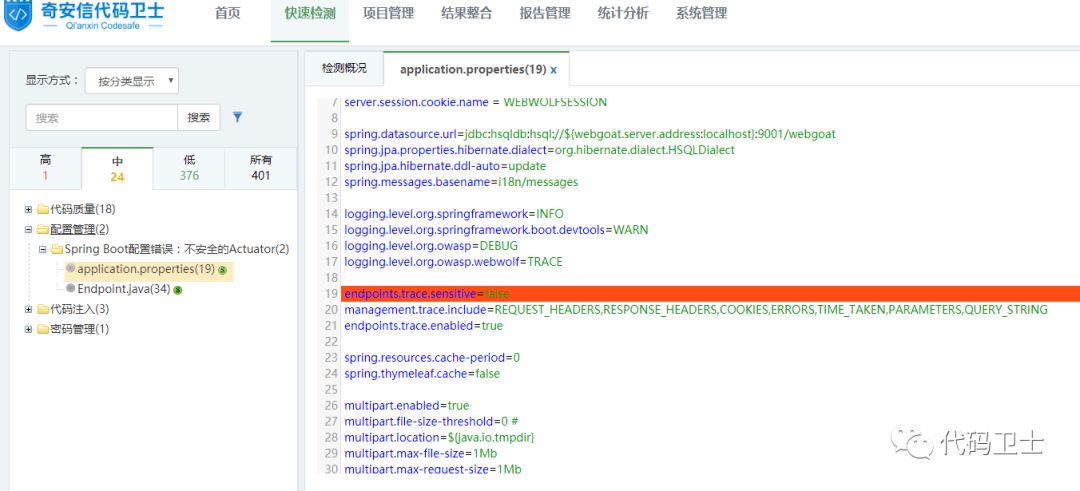 奇安信代码卫士
Qi'anxin Codesafe
首页 快速检测 项目管理 结果整合 报告管理 统计分析 系统管理
显示方式： 按分类显示
搜索 搜索
高 中 低 所有
1 24 376 401
代码质量(18)
配置管理(2)
Spring Boot配置错误：不安全的Actuator(2)
application.properties(19)
Endpoint.java(34)
代码注入(3)
密码管理(1)
检测概况 application.properties(19) x
7 server.session.cookie.name = WEBWOLFSESSION
8
9 spring.datasource.url=jdbc:hsqldb:hsql://${webgoat.server.address:localhost}:9001/webgoat
10 spring.jpa.properties.hibernate.dialect=org.hibernate.dialect.HSQLDialect
11 spring.jpa.hibernate.ddl-auto=update
12 spring.messages.basename=i18n/messages
13
14 logging.level.org.springframework=INFO
15 logging.level.org.springframework.boot.devtools=WARN
16 logging.level.org.owasp=DEBUG
17 logging.level.org.owasp.webwolf=TRACE
18
19 endpoints.trace.sensitive=false
20 management.trace.include=REQUEST_HEADERS,RESPONSE_HEADERS,COOKIES,ERRORS,TIME_TAKEN,PARAMETERS,QUERY_STRING
21 endpoints.trace.enabled=true
22
23 spring.resources.cache-period=0
24 spring.thymeleaf.cache=false
25
26 multipart.enabled=true
27 multipart.file-size-threshold=0 #
28 multipart.location=${java.io.tmpdir}
29 multipart.max-file-size=1Mb
30 multipart.max-request-size=1Mb
代码卫士